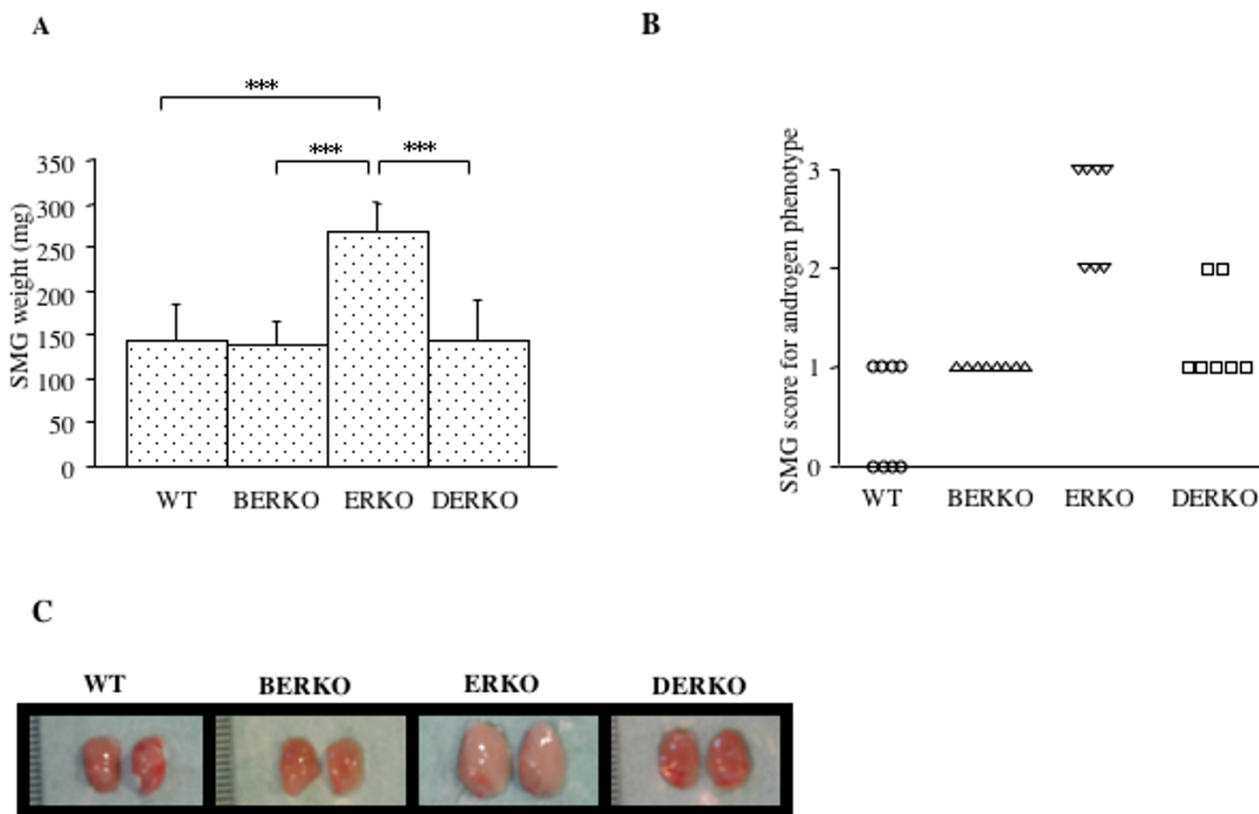 A
***
***
***
350
300
250
200
150
100
50
0
SMG weight (mg)
WT BERKO ERKO DERKO
B
3
2
1
0
SMG score for androgen phenotype
WT BERKO ERKO DERKO
C
WT BERKO ERKO DERKO